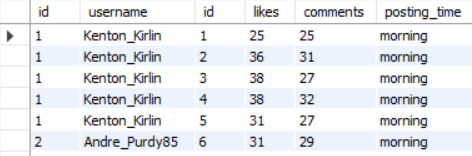 id username id likes comments posting_time
1 Kenton_Kirlin 1 25 25 morning
1 Kenton_Kirlin 2 36 31 morning
1 Kenton_Kirlin 3 38 27 morning
1 Kenton_Kirlin 4 38 32 morning
1 Kenton_Kirlin 5 31 27 morning
2 Andre_Purdy85 6 31 29 morning